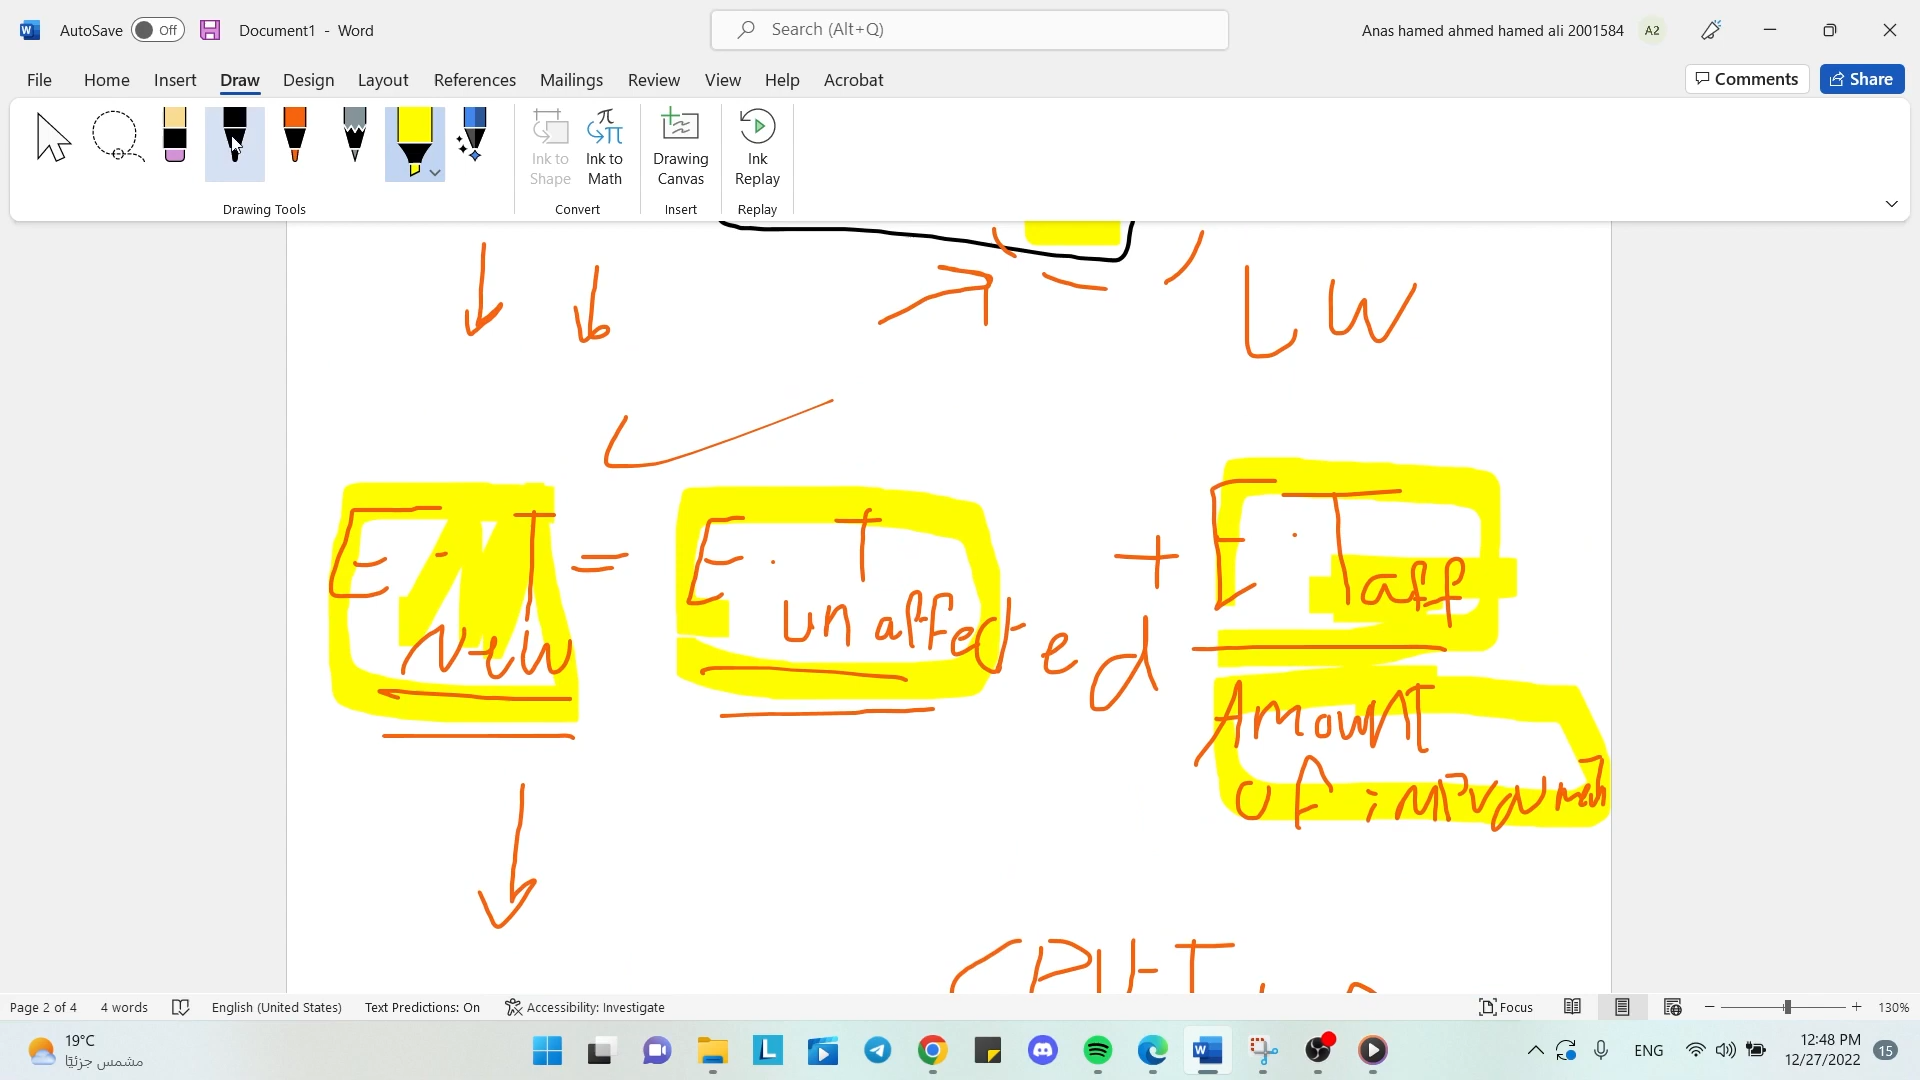 AutoSave Off Document1 - Word Search (Alt+Q) Anas hamed ahmed hamed ali 2001584 A2
File Home Insert Draw Design Layout References Mailings Review View Help Acrobat Comments Share
Ink to Shape
Ink to Math
Drawing Canvas
Ink Replay
Drawing Tools Convert Insert Replay
L W
E.T new = E.T unaffected + E.T aff
Amount
of
CPI
Page 2 of 4 4 words English (United States) Text Predictions: On Accessibility: Investigate Focus 130%
19°C
مشمس جزئيًا
ENG
12:48 PM
12/27/2022
15